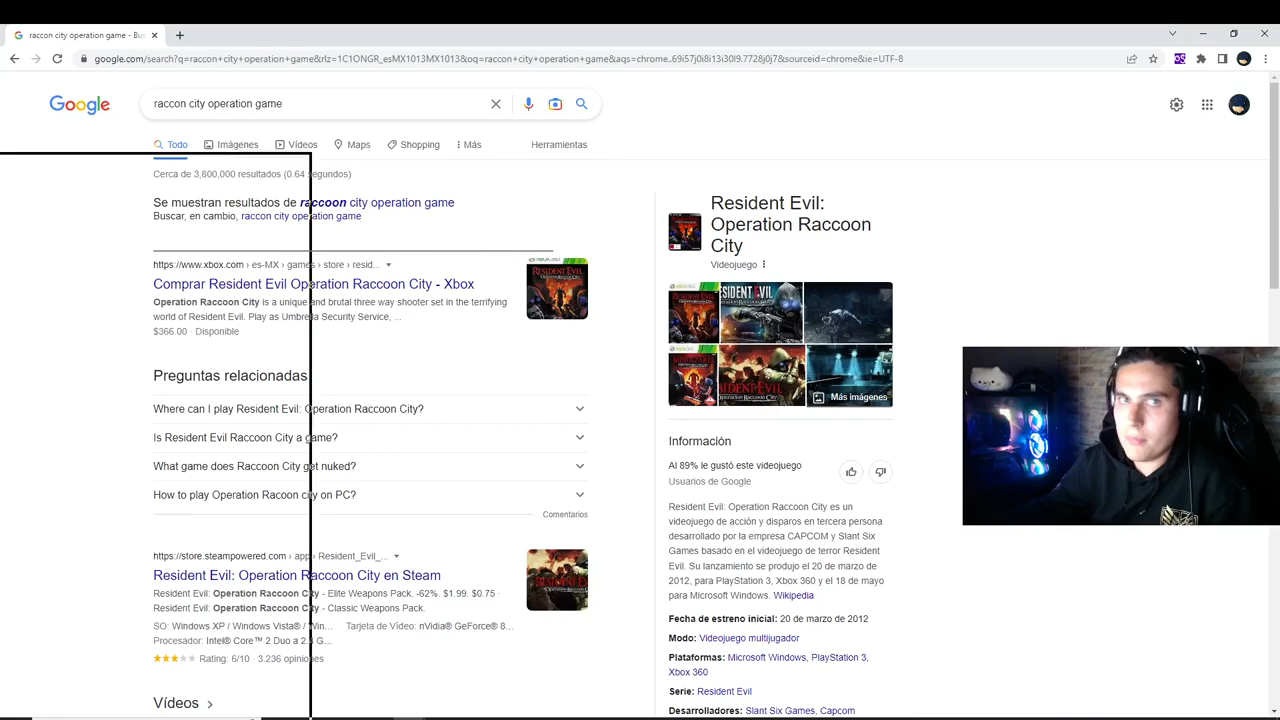 raccon city operation game - Bus
google.com/search?q=raccon+city+operation+game&rlz=1C1ONGR_esMX1013MX1013&oq=raccon+city+operation+game&aqs=chrome..69i57j0i8i13i30l9.7728j0j7&sourceid=chrome&ie=UTF-8
Google
raccon city operation game
Todo
Imágenes
Vídeos
Maps
Shopping
Más
Herramientas
Cerca de 3,800,000 resultados (0.64 segundos)
Se muestran resultados de raccoon city operation game
Buscar, en cambio, raccon city operation game
https://www.xbox.com › es-MX › games › store › resid...
Comprar Resident Evil Operation Raccoon City - Xbox
Operation Raccoon City is a unique and brutal three way shooter set in the terrifying
world of Resident Evil. Play as Umbrella Security Service, ...
$366.00 · Disponible
Preguntas relacionadas
Where can I play Resident Evil: Operation Raccoon City?
Is Resident Evil Raccoon City a game?
What game does Raccoon City get nuked?
How to play Operation Racoon city on PC?
Comentarios
https://store.steampowered.com › app › Resident_Evil_...
Resident Evil: Operation Raccoon City en Steam
Resident Evil: Operation Raccoon City - Elite Weapons Pack. -62%. $1.99. $0.75 ·
Resident Evil: Operation Raccoon City - Classic Weapons Pack.
SO: Windows XP / Windows Vista® / Win...
Tarjeta de Vídeo: nVidia® GeForce® 8...
Procesador: Intel® Core™ 2 Duo a 2.4 G...
Rating: 6/10 · 3.236 opiniones
Vídeos
Resident Evil:
Operation Raccoon
City
Videojuego
Más imágenes
Información
Al 89% le gustó este videojuego
Usuarios de Google
Resident Evil: Operation Raccoon City es un
videojuego de acción y disparos en tercera persona
desarrollado por la empresa CAPCOM y Slant Six
Games basado en el videojuego de terror Resident
Evil. Su lanzamiento se produjo el 20 de marzo de
2012, para PlayStation 3, Xbox 360 y el 18 de mayo
para Microsoft Windows. Wikipedia
Fecha de estreno inicial: 20 de marzo de 2012
Modo: Videojuego multijugador
Plataformas: Microsoft Windows, PlayStation 3,
Xbox 360
Serie: Resident Evil
Desarrolladores: Slant Six Games, Capcom